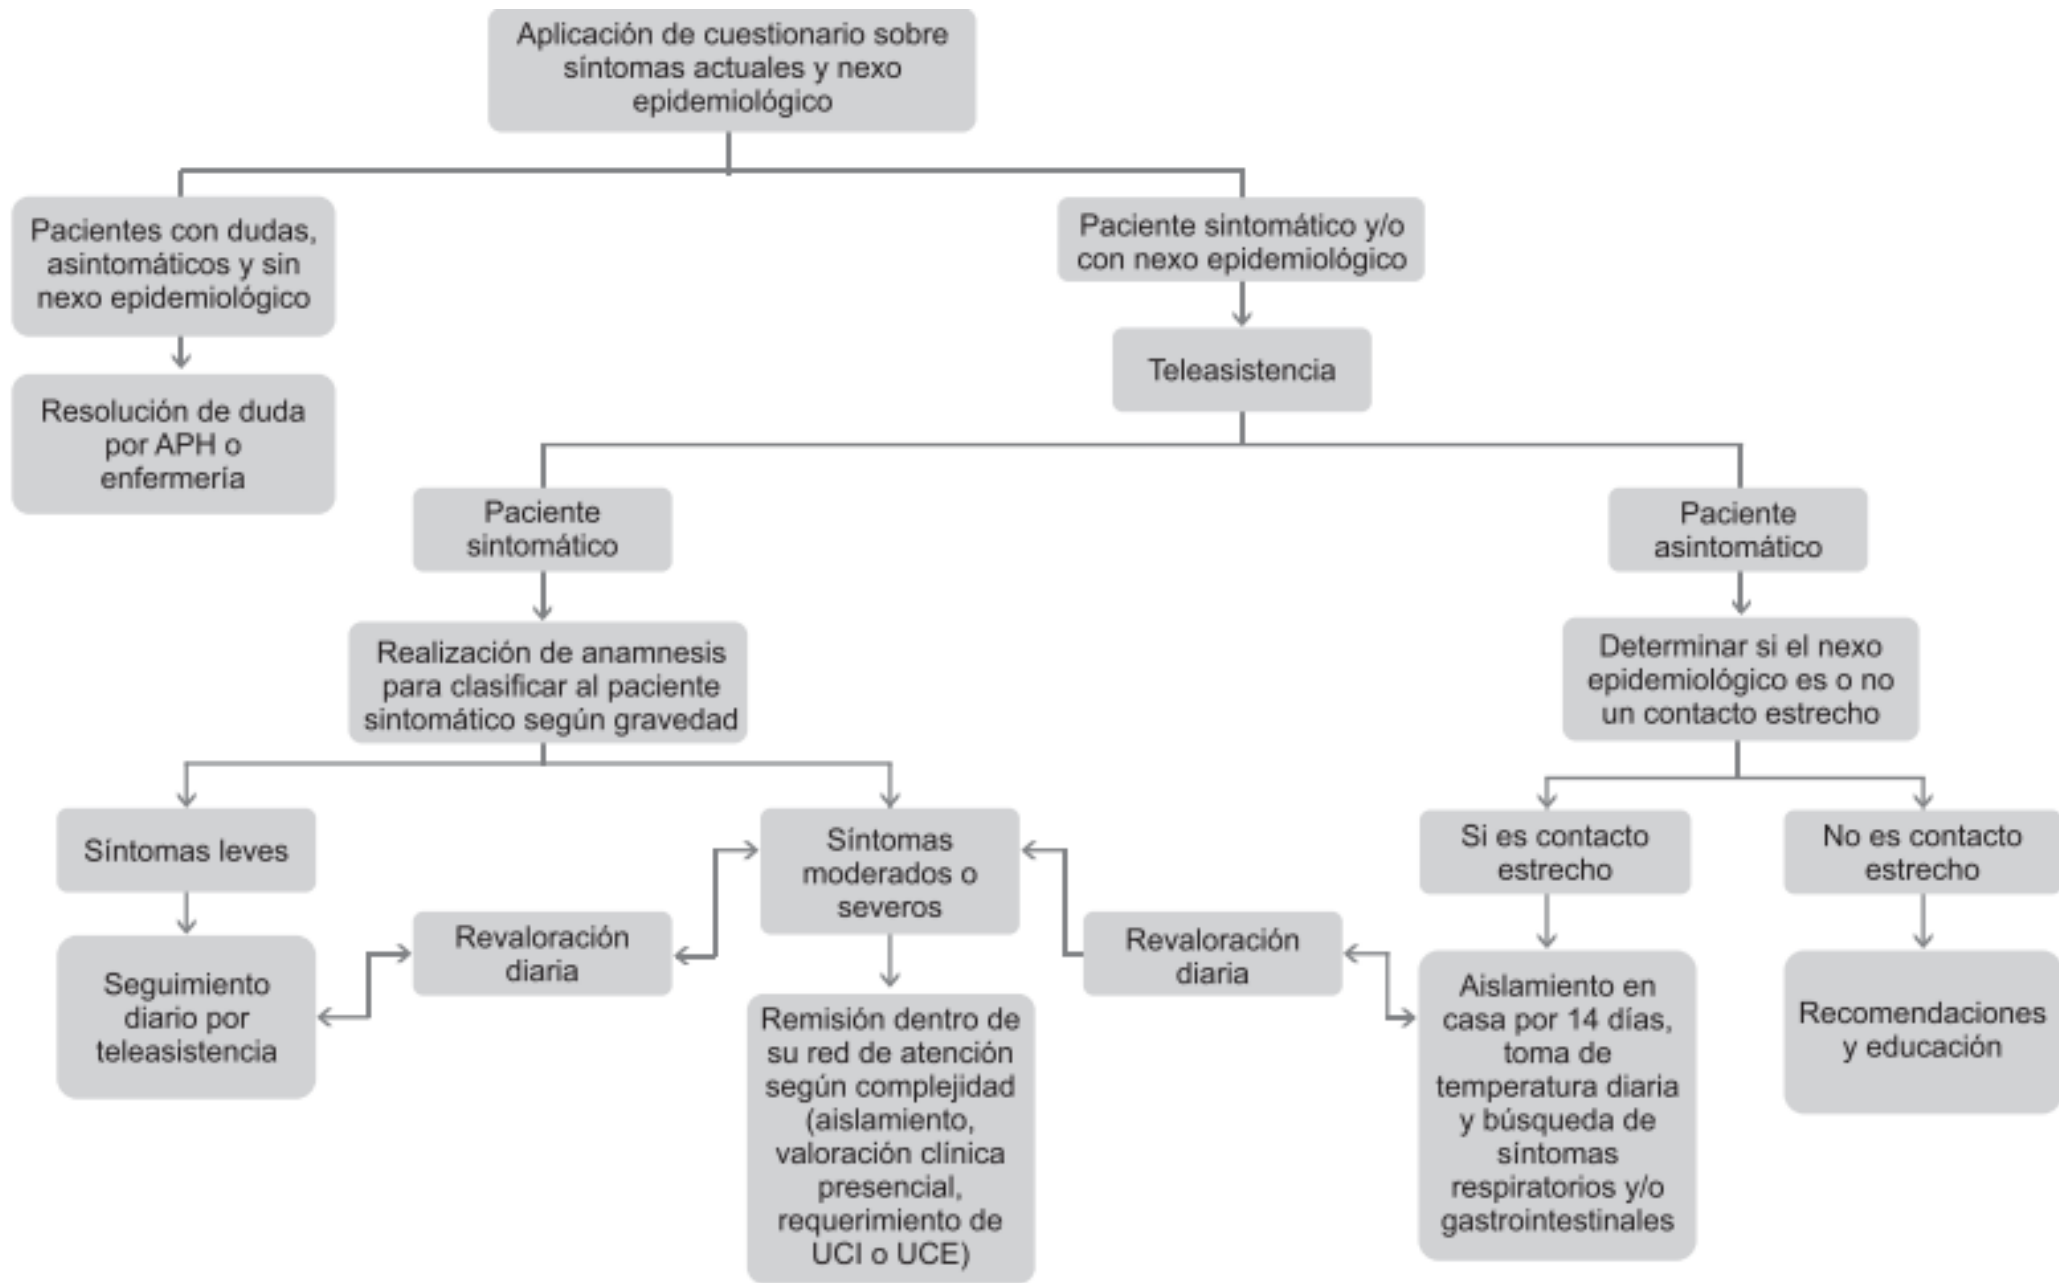 Aplicación de cuestionario sobre
síntomas actuales y nexo
epidemiológico
Pacientes con dudas,
asintomáticos y sin
nexo epidemiológico
Paciente sintomático y/o
con nexo epidemiológico
Resolución de duda
por APH o
enfermería
Teleasistencia
Paciente
sintomático
Paciente
asintomático
Realización de anamnesis
para clasificar al paciente
sintomático según gravedad
Determinar si el nexo
epidemiológico es o no
un contacto estrecho
Síntomas leves
Síntomas
moderados o
severos
Si es contacto
estrecho
No es contacto
estrecho
Seguimiento
diario por
teleasistencia
Revaloración
diaria
Revaloración
diaria
Remisión dentro de
su red de atención
según complejidad
(aislamiento,
valoración clínica
presencial,
requerimiento de
UCI o UCE)
Aislamiento en
casa por 14 días,
toma de
temperatura diaria
y búsqueda de
síntomas
respiratorios y/o
gastrointestinales
Recomendaciones
y educación